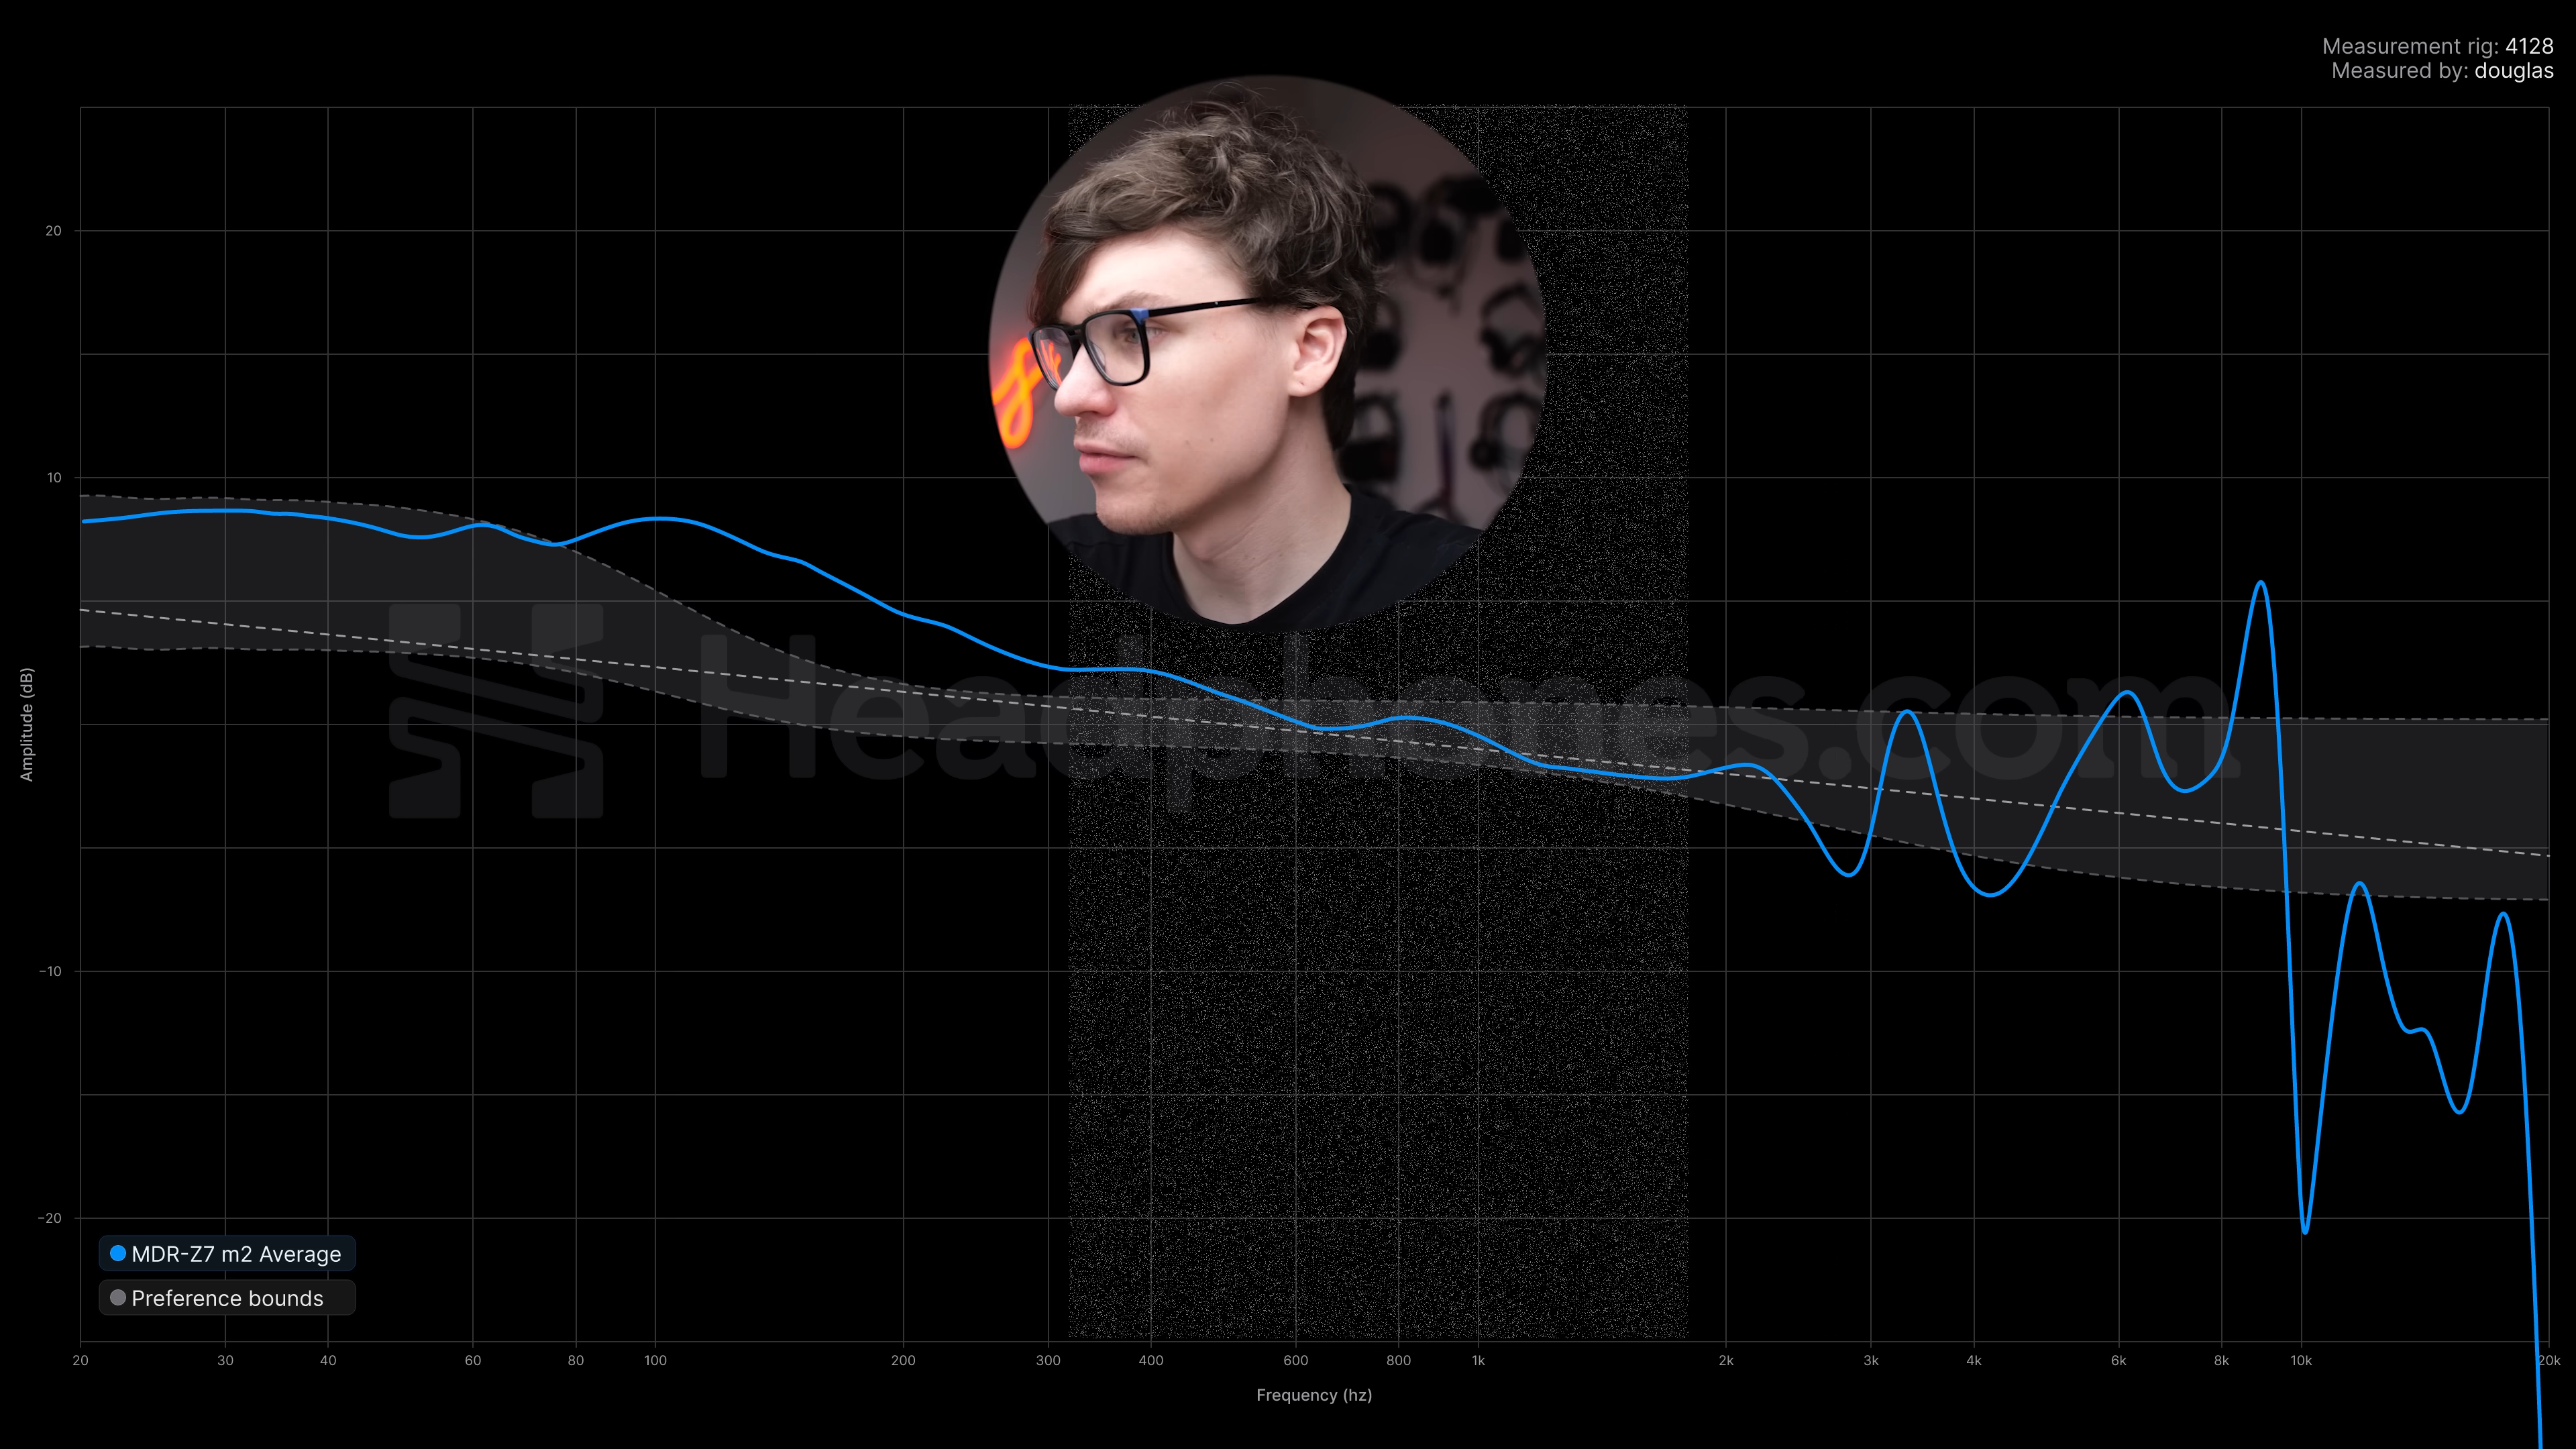 Measurement rig: 4128
Measured by: douglas
20
10
Amplitude (dB)
Headphones.com
−10
−20
MDR-Z7 m2 Average
Preference bounds
20 30 40 60 80 100 200 300 400 600 800 1k 2k 3k 4k 6k 8k 10k 20k
Frequency (hz)